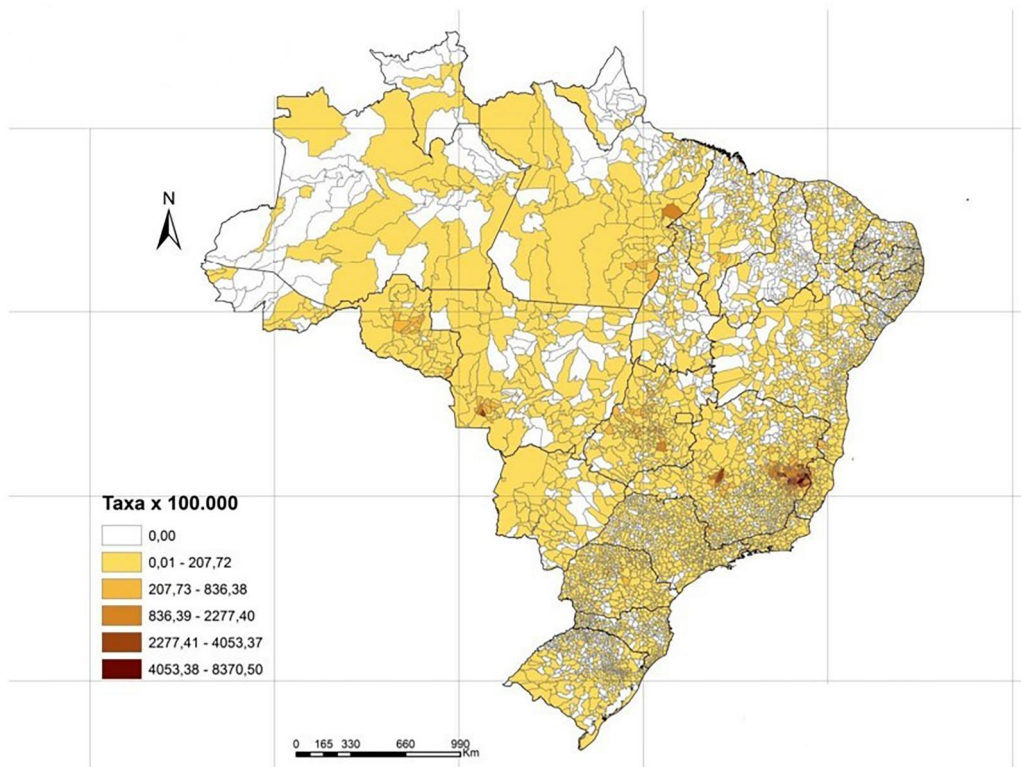 N
Taxa x 100.000
0,00
0,01 - 207,72
207,73 - 836,38
836,39 - 2277,40
2277,41 - 4053,37
4053,38 - 8370,50
0 165 330 660 990
Km